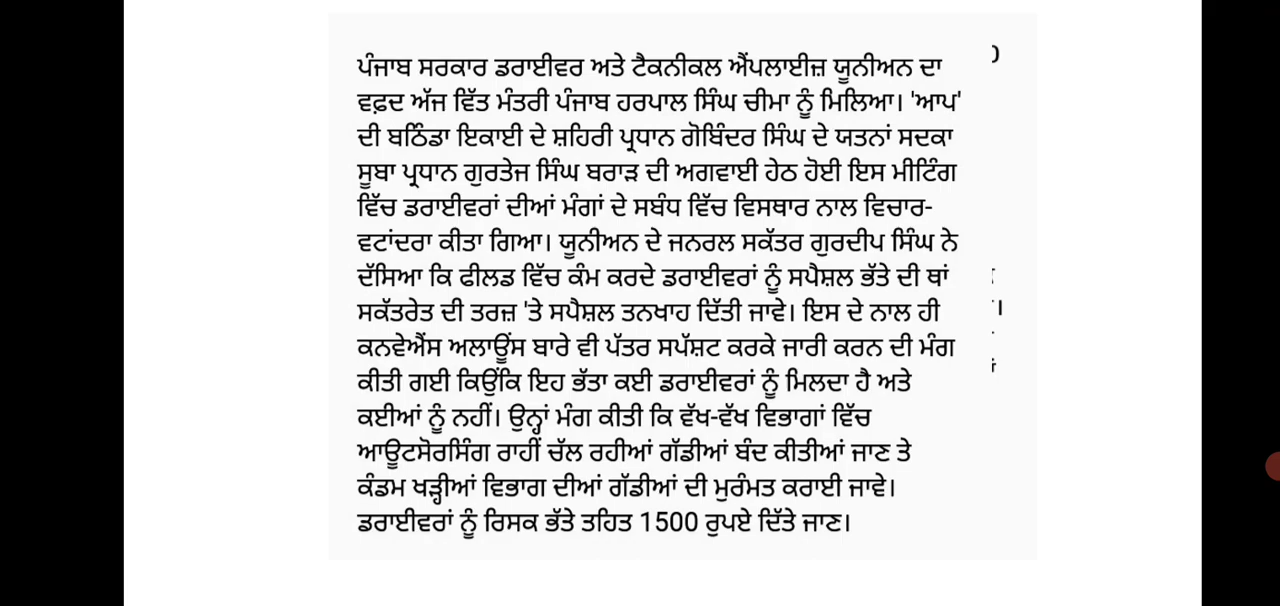 ਪੰਜਾਬ ਸਰਕਾਰ ਡਰਾਈਵਰ ਅਤੇ ਟੈਕਨੀਕਲ ਐਂਪਲਾਈਜ਼ ਯੂਨੀਅਨ ਦਾ
ਵਫ਼ਦ ਅੱਜ ਵਿੱਤ ਮੰਤਰੀ ਪੰਜਾਬ ਹਰਪਾਲ ਸਿੰਘ ਚੀਮਾ ਨੂੰ ਮਿਲਿਆ। 'ਆਪ'
ਦੀ ਬਠਿੰਡਾ ਇਕਾਈ ਦੇ ਸ਼ਹਿਰੀ ਪ੍ਰਧਾਨ ਗੋਬਿੰਦਰ ਸਿੰਘ ਦੇ ਯਤਨਾਂ ਸਦਕਾ
ਸੂਬਾ ਪ੍ਰਧਾਨ ਗੁਰਤੇਜ ਸਿੰਘ ਬਰਾੜ ਦੀ ਅਗਵਾਈ ਹੇਠ ਹੋਈ ਇਸ ਮੀਟਿੰਗ
ਵਿੱਚ ਡਰਾਈਵਰਾਂ ਦੀਆਂ ਮੰਗਾਂ ਦੇ ਸਬੰਧ ਵਿੱਚ ਵਿਸਥਾਰ ਨਾਲ ਵਿਚਾਰ-
ਵਟਾਂਦਰਾ ਕੀਤਾ ਗਿਆ। ਯੂਨੀਅਨ ਦੇ ਜਨਰਲ ਸਕੱਤਰ ਗੁਰਦੀਪ ਸਿੰਘ ਨੇ
ਦੱਸਿਆ ਕਿ ਫੀਲਡ ਵਿੱਚ ਕੰਮ ਕਰਦੇ ਡਰਾਈਵਰਾਂ ਨੂੰ ਸਪੈਸ਼ਲ ਭੱਤੇ ਦੀ ਥਾਂ
ਸਕੱਤਰੇਤ ਦੀ ਤਰਜ਼ 'ਤੇ ਸਪੈਸ਼ਲ ਤਨਖਾਹ ਦਿੱਤੀ ਜਾਵੇ। ਇਸ ਦੇ ਨਾਲ ਹੀ
ਕਨਵੇਐਂਸ ਅਲਾਊਂਸ ਬਾਰੇ ਵੀ ਪੱਤਰ ਸਪੱਸ਼ਟ ਕਰਕੇ ਜਾਰੀ ਕਰਨ ਦੀ ਮੰਗ
ਕੀਤੀ ਗਈ ਕਿਉਂਕਿ ਇਹ ਭੱਤਾ ਕਈ ਡਰਾਈਵਰਾਂ ਨੂੰ ਮਿਲਦਾ ਹੈ ਅਤੇ
ਕਈਆਂ ਨੂੰ ਨਹੀਂ। ਉਨ੍ਹਾਂ ਮੰਗ ਕੀਤੀ ਕਿ ਵੱਖ-ਵੱਖ ਵਿਭਾਗਾਂ ਵਿੱਚ
ਆਊਟਸੋਰਸਿੰਗ ਰਾਹੀਂ ਚੱਲ ਰਹੀਆਂ ਗੱਡੀਆਂ ਬੰਦ ਕੀਤੀਆਂ ਜਾਣ ਤੇ
ਕੰਡਮ ਖੜ੍ਹੀਆਂ ਵਿਭਾਗ ਦੀਆਂ ਗੱਡੀਆਂ ਦੀ ਮੁਰੰਮਤ ਕਰਾਈ ਜਾਵੇ।
ਡਰਾਈਵਰਾਂ ਨੂੰ ਰਿਸਕ ਭੱਤੇ ਤਹਿਤ 1500 ਰੁਪਏ ਦਿੱਤੇ ਜਾਣ।